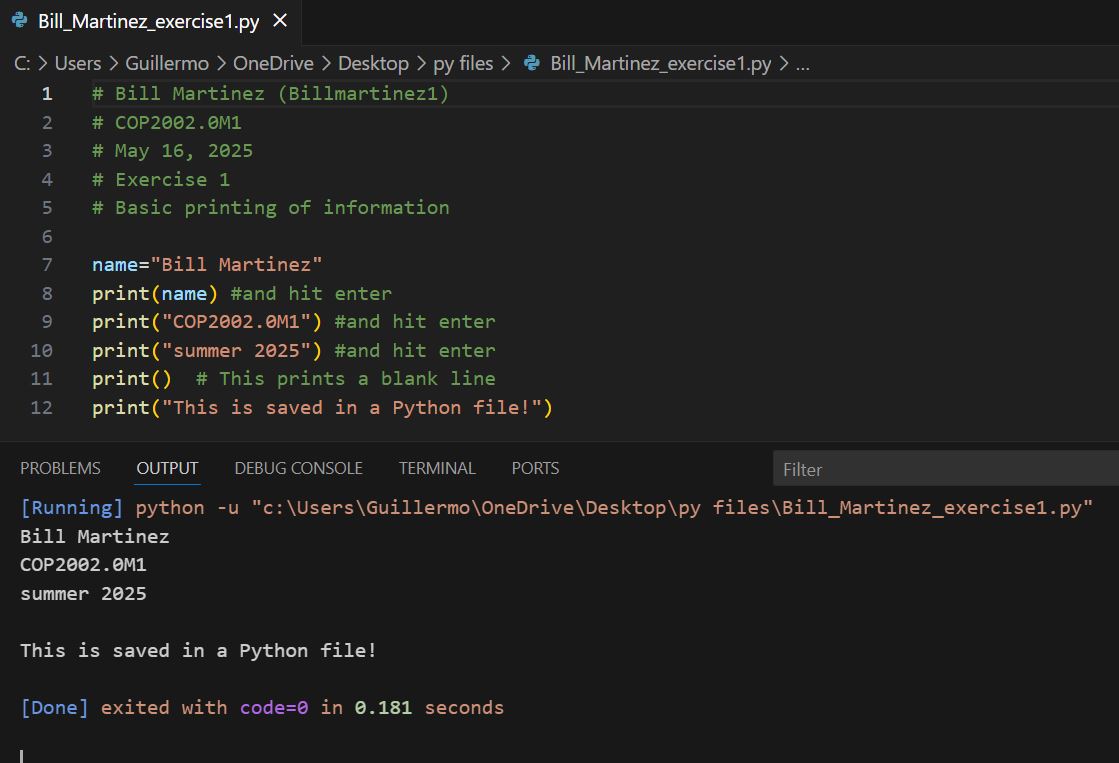 Bill_Martinez_exercise1.py
C: > Users > Guillermo > OneDrive > Desktop > py files > Bill_Martinez_exercise1.py > ...
1 # Bill Martinez (Billmartinez1)
2 # COP2002.0M1
3 # May 16, 2025
4 # Exercise 1
5 # Basic printing of information
6
7 name="Bill Martinez"
8 print(name) #and hit enter
9 print("COP2002.0M1") #and hit enter
10 print("summer 2025") #and hit enter
11 print()  # This prints a blank line
12 print("This is saved in a Python file!")
PROBLEMS OUTPUT DEBUG CONSOLE TERMINAL PORTS Filter
[Running] python -u "c:\Users\Guillermo\OneDrive\Desktop\py files\Bill_Martinez_exercise1.py"
Bill Martinez
COP2002.0M1
summer 2025
This is saved in a Python file!
[Done] exited with code=0 in 0.181 seconds